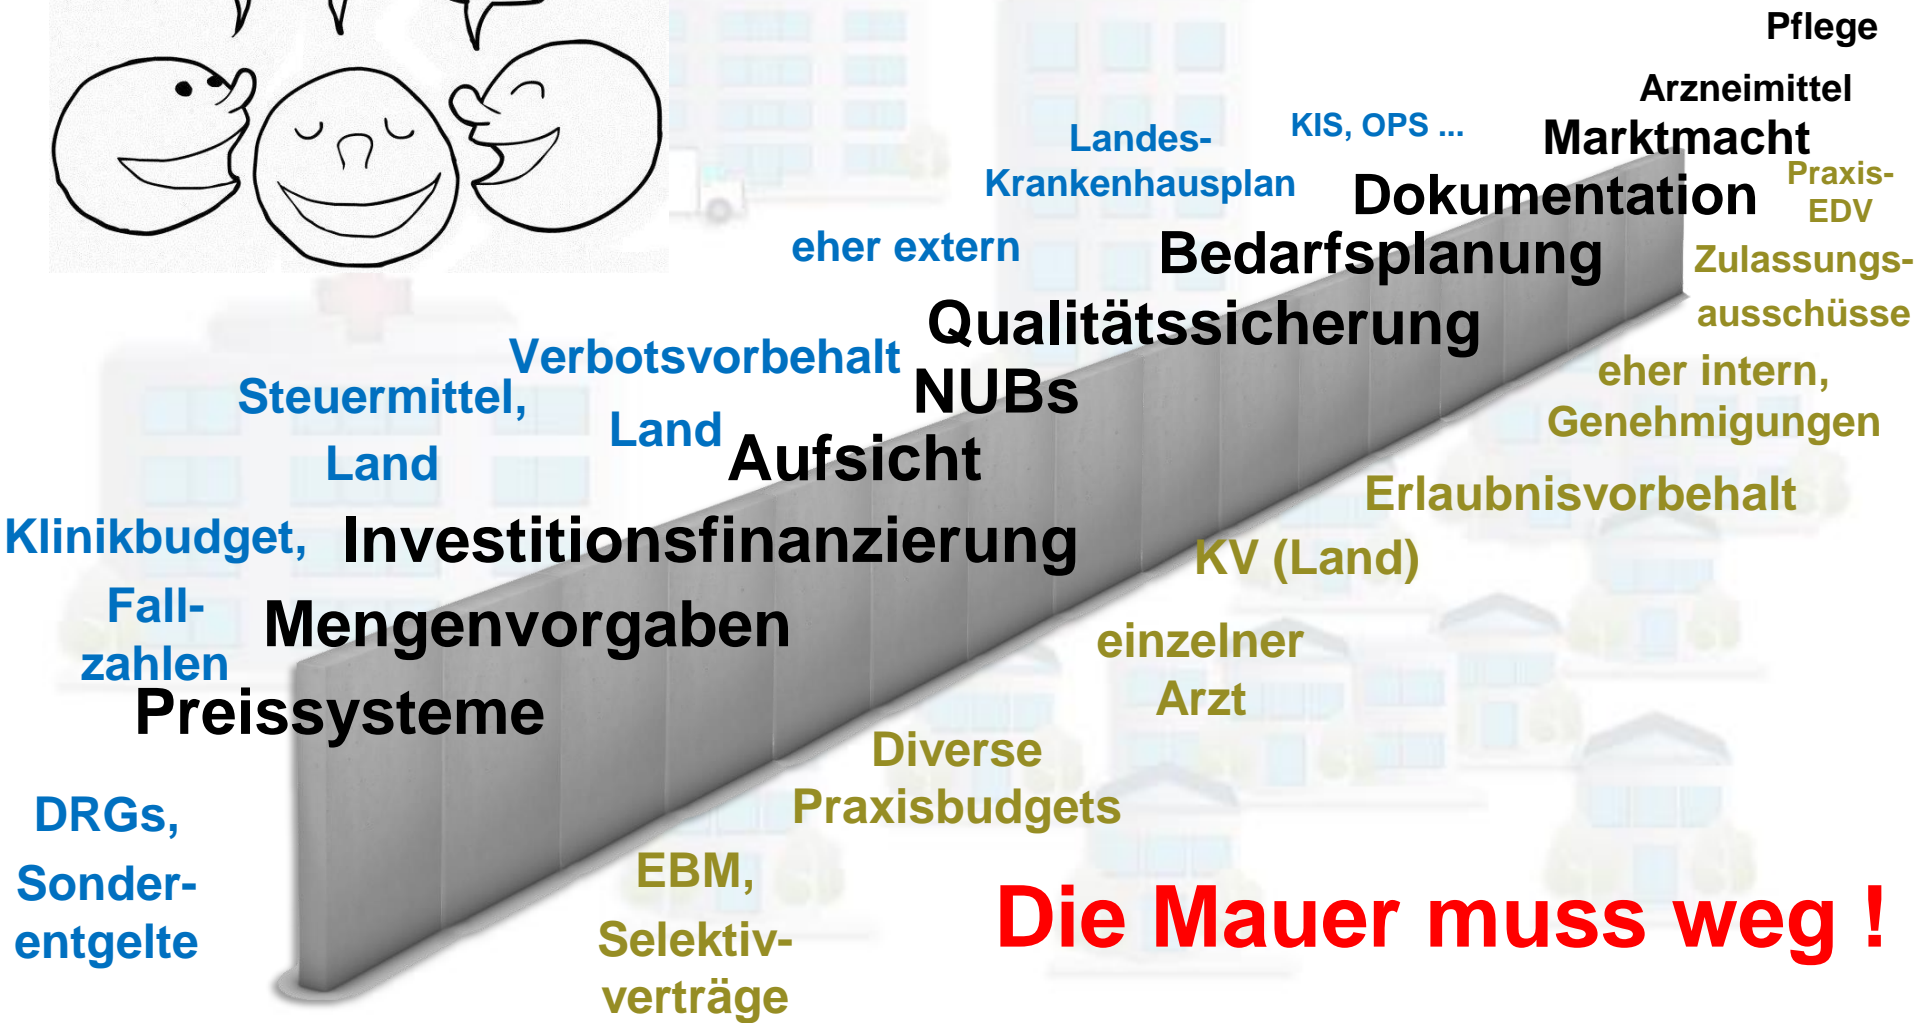 Pflege
Arzneimittel
Marktmacht
KIS, OPS ...
Landes-
Krankenhausplan
Dokumentation
Praxis-
EDV
eher extern
Bedarfsplanung
Zulassungs-
ausschüsse
Qualitätssicherung
Verbotsvorbehalt
NUBs
eher intern,
Genehmigungen
Steuermittel,
Land
Land
Aufsicht
Erlaubnisvorbehalt
Klinikbudget,
Investitionsfinanzierung
KV (Land)
Fall-
zahlen
Mengenvorgaben
einzelner
Arzt
Preissysteme
Diverse
Praxisbudgets
DRGs,
Sonder-
entgelte
EBM,
Selektiv-
verträge
Die Mauer muss weg !